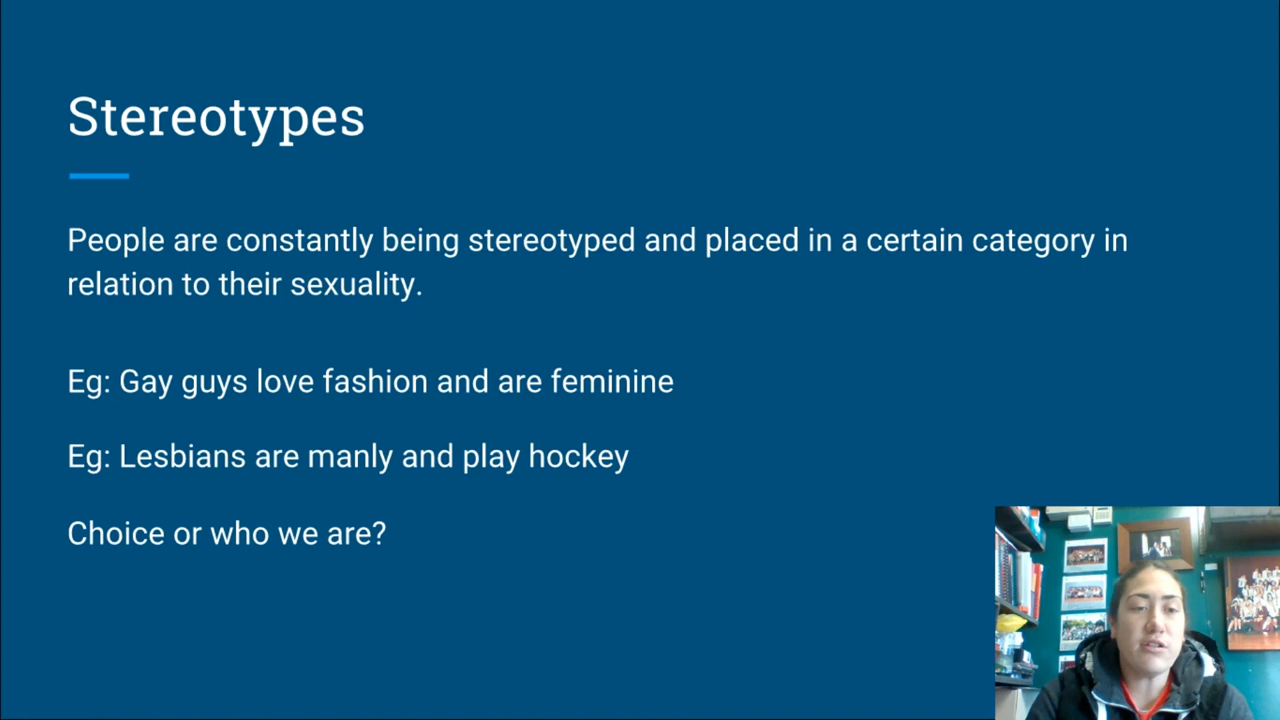 Stereotypes
People are constantly being stereotyped and placed in a certain category in
relation to their sexuality.
Eg: Gay guys love fashion and are feminine
Eg: Lesbians are manly and play hockey
Choice or who we are?